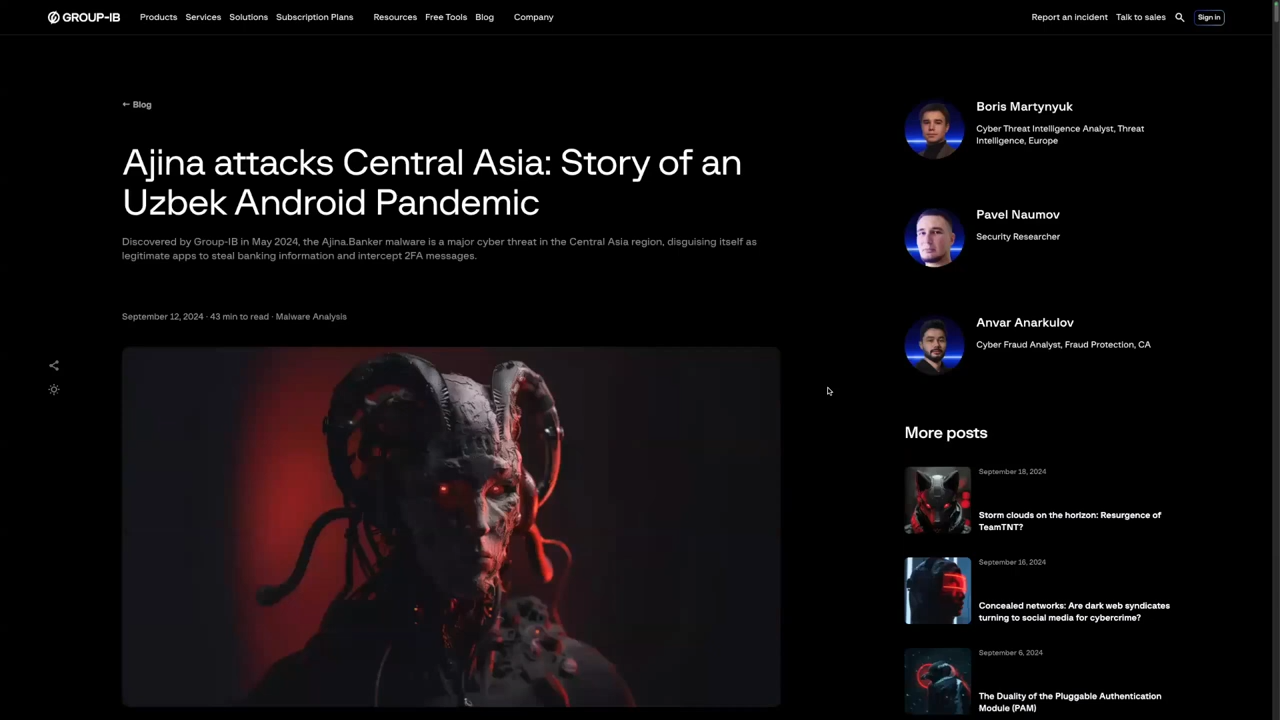 GROUP-IB
Products Services Solutions Subscription Plans Resources Free Tools Blog Company
Report an incident Talk to sales Sign in
← Blog
Ajina attacks Central Asia: Story of an
Uzbek Android Pandemic
Discovered by Group-IB in May 2024, the Ajina.Banker malware is a major cyber threat in the Central Asia region, disguising itself as
legitimate apps to steal banking information and intercept 2FA messages.
September 12, 2024 · 43 min to read · Malware Analysis
Boris Martynyuk
Cyber Threat Intelligence Analyst, Threat
Intelligence, Europe
Pavel Naumov
Security Researcher
Anvar Anarkulov
Cyber Fraud Analyst, Fraud Protection, CA
More posts
September 18, 2024
Storm clouds on the horizon: Resurgence of
TeamTNT?
September 16, 2024
Concealed networks: Are dark web syndicates
turning to social media for cybercrime?
September 6, 2024
The Duality of the Pluggable Authentication
Module (PAM)